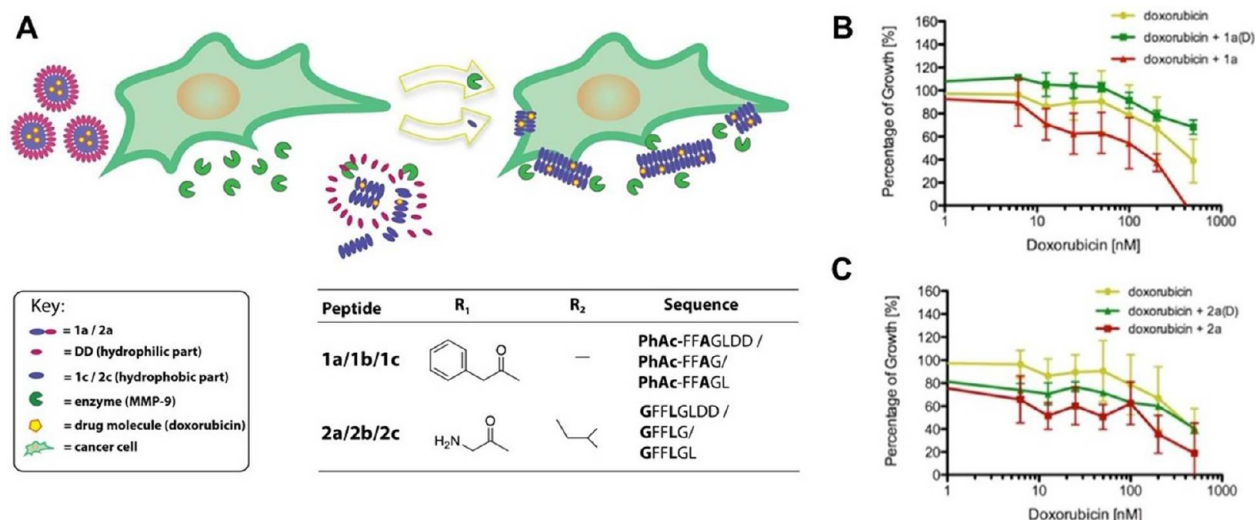 A
Key:
= 1a / 2a
= DD (hydrophilic part)
= 1c / 2c (hydrophobic part)
= enzyme (MMP-9)
= drug molecule (doxorubicin)
= cancer cell
Peptide R1 R2 Sequence
1a/1b/1c
O
—
PhAc-FFAGLDD /
PhAc-FFAG/
PhAc-FFAGL
2a/2b/2c
H2N
O
GFFLGLDD /
GFFLG/
GFFLGL
B
doxorubicin
doxorubicin + 1a(D)
doxorubicin + 1a
Percentage of Growth [%]
160
140
120
100
80
60
40
20
0
1 10 100 1000
Doxorubicin [nM]
C
doxorubicin
doxorubicin + 2a(D)
doxorubicin + 2a
Percentage of Growth [%]
160
140
120
100
80
60
40
20
0
1 10 100 1000
Doxorubicin [nM]